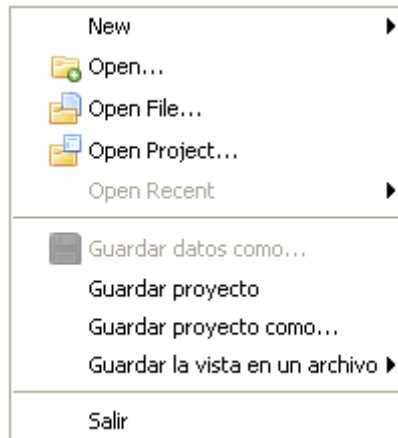 New
Open...
Open File...
Open Project...
Open Recent
Guardar datos como...
Guardar proyecto
Guardar proyecto como...
Guardar la vista en un archivo
Salir